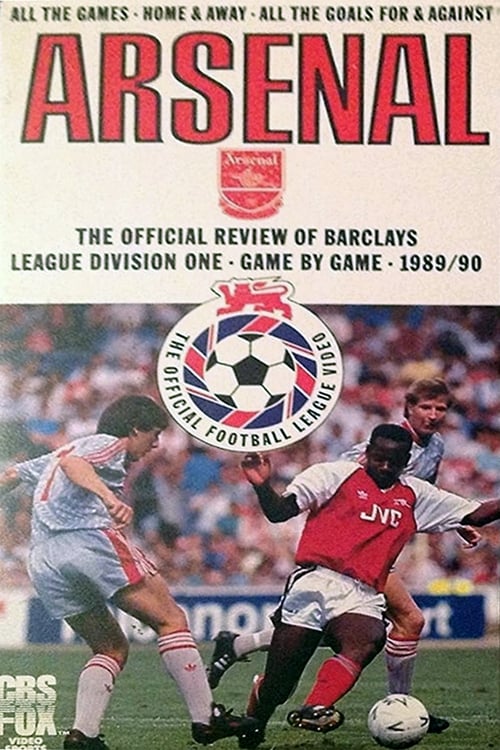 ALL THE GAMES · HOME & AWAY · ALL THE GOALS FOR & AGAINST
ARSENAL
Arsenal
THE OFFICIAL REVIEW OF BARCLAYS
LEAGUE DIVISION ONE · GAME BY GAME · 1989/90
THE OFFICIAL FOOTBALL LEAGUE VIDEO
JVC
CBS
FOX™
VIDEO
SPORTS